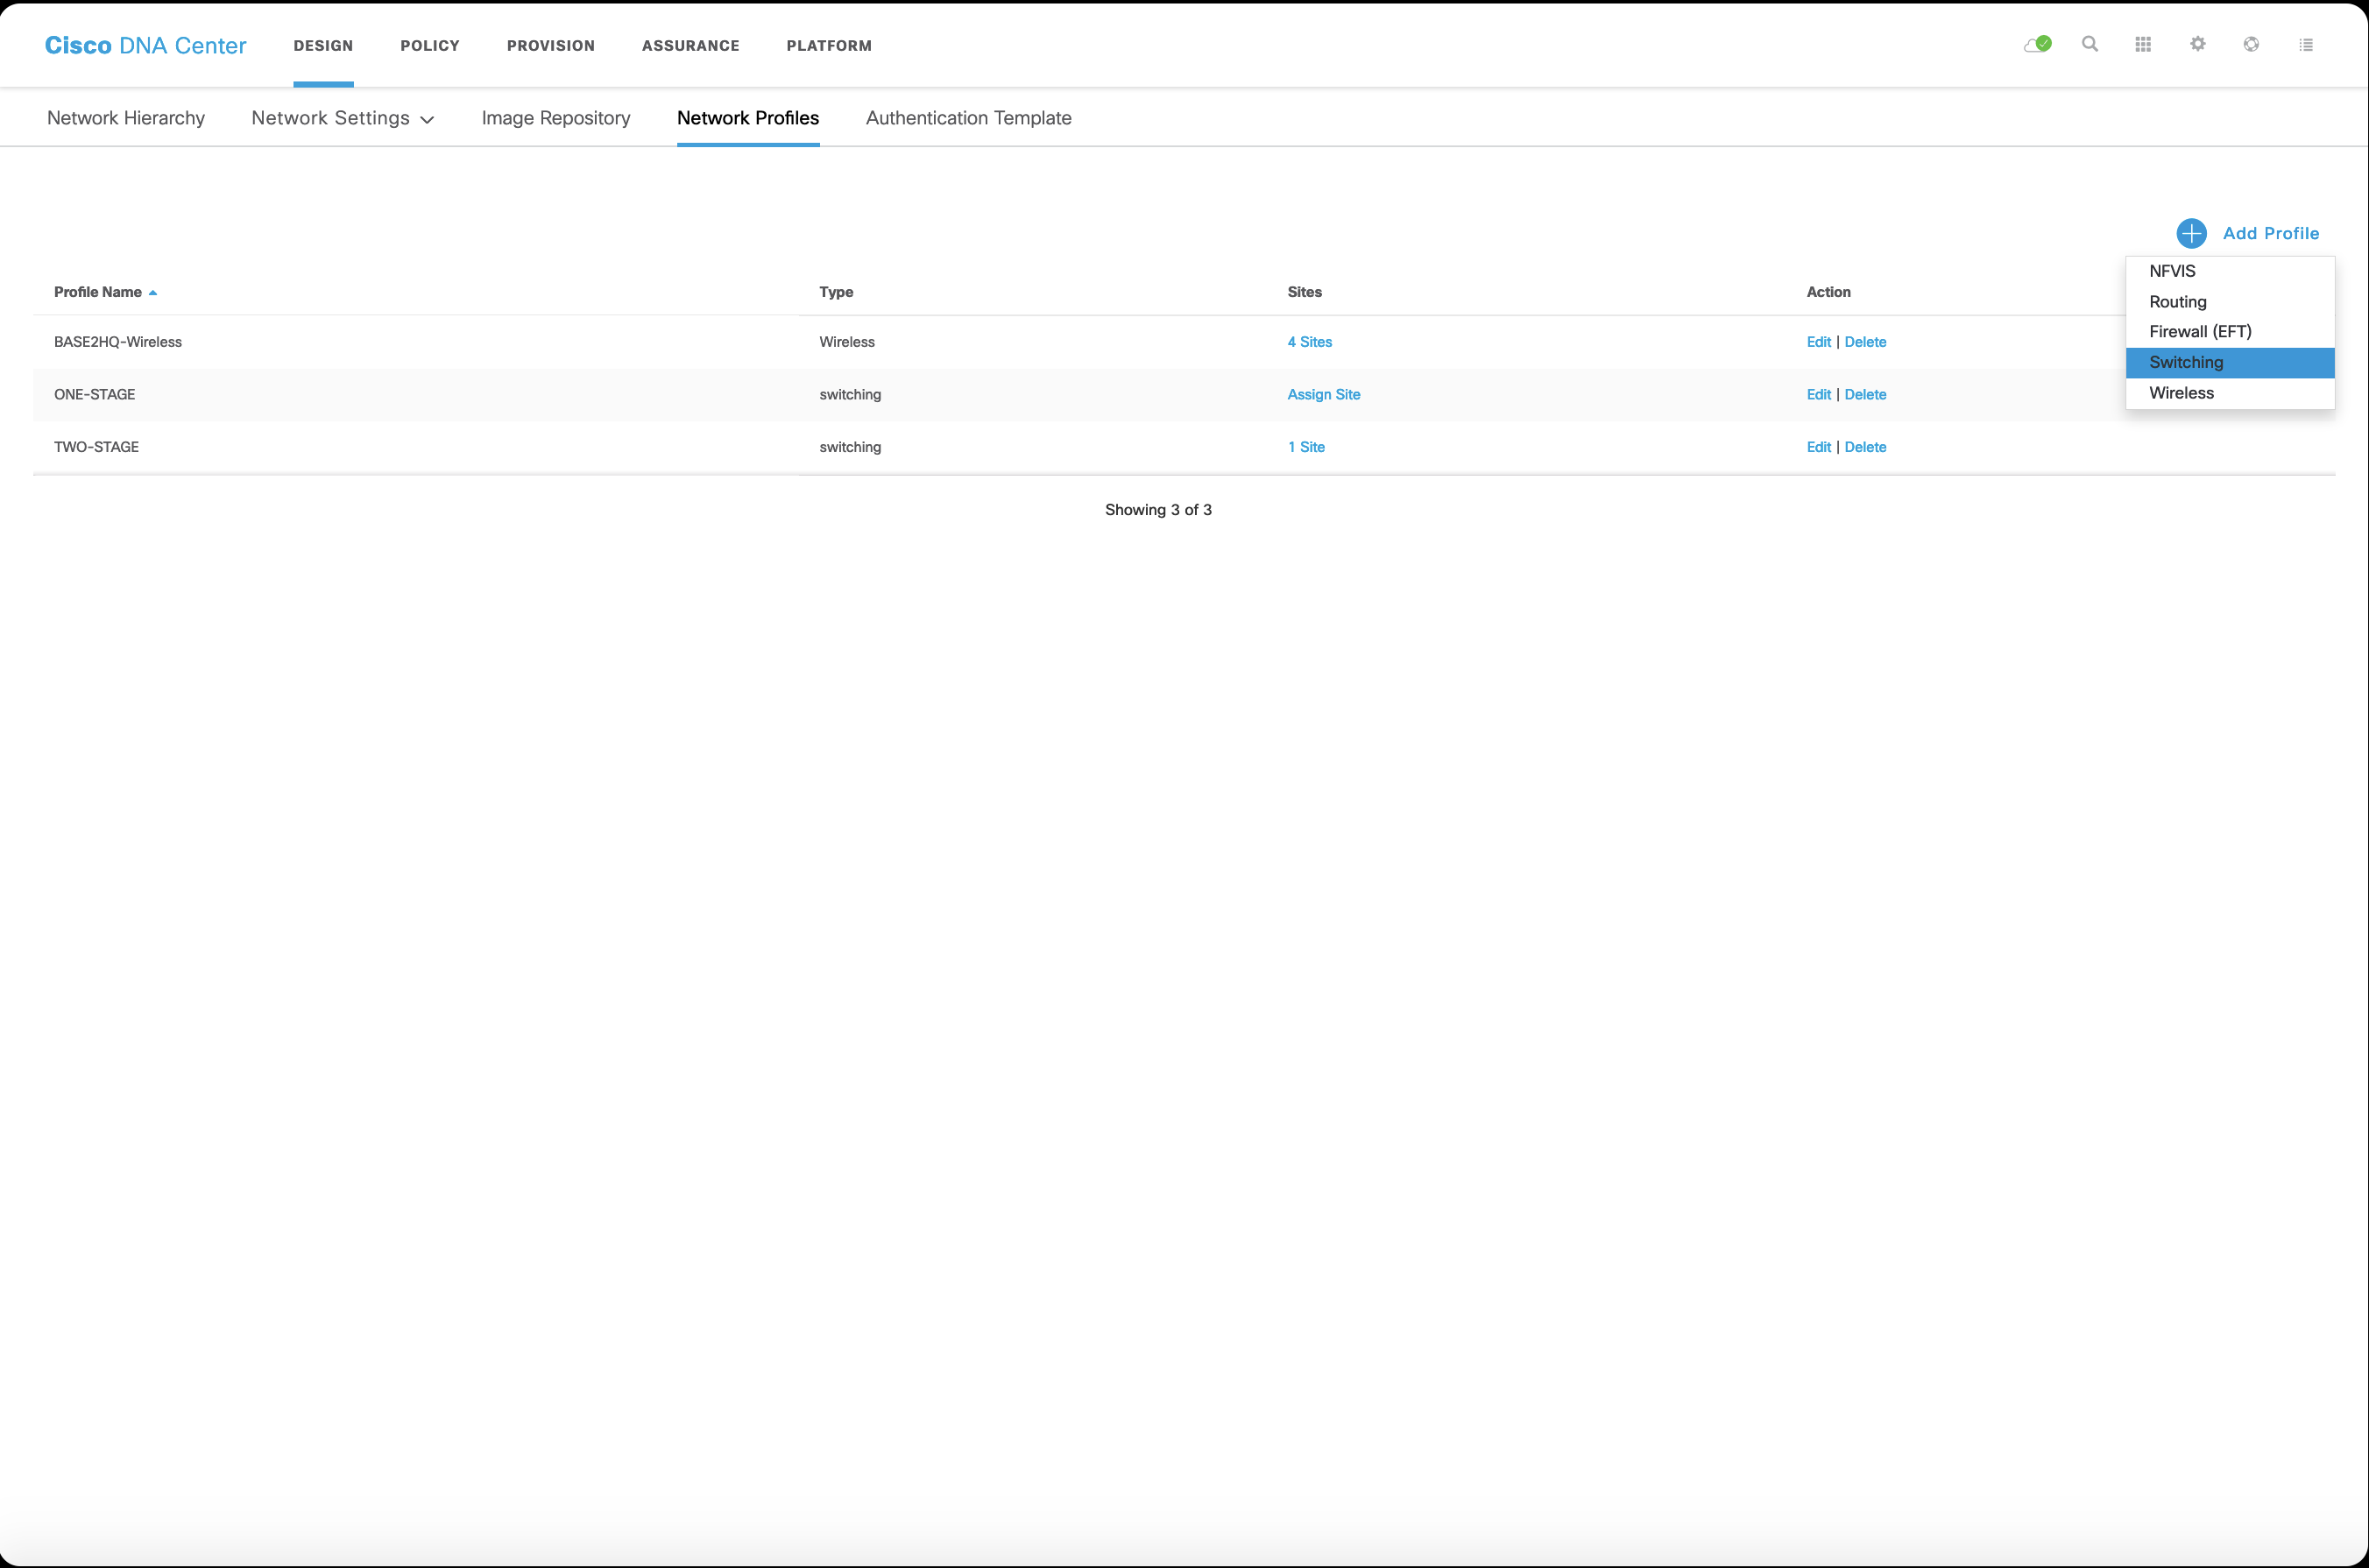 Cisco DNA Center DESIGN POLICY PROVISION ASSURANCE PLATFORM
Network Hierarchy Network Settings Image Repository Network Profiles Authentication Template
Add Profile
NFVIS
Routing
Firewall (EFT)
Switching
Wireless
Profile Name Type Sites Action
BASE2HQ-Wireless Wireless 4 Sites Edit | Delete
ONE-STAGE switching Assign Site Edit | Delete
TWO-STAGE switching 1 Site Edit | Delete
Showing 3 of 3